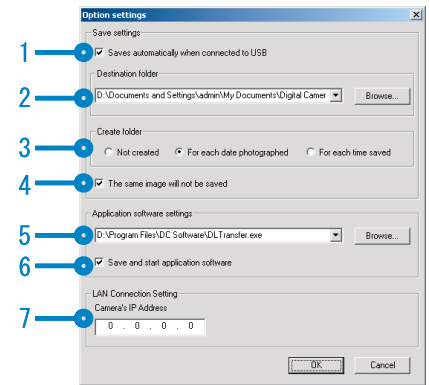 Option settings
Save settings
1
Saves automatically when connected to USB
Destination folder
2
D:\Documents and Settings\admin\My Documents\Digital Camer
Browse...
Create folder
3
Not created
For each date photographed
For each time saved
4
The same image will not be saved
Application software settings
5
D:\Program Files\DC Software\DLTransfer.exe
Browse...
6
Save and start application software
LAN Connection Setting
7
Camera's IP Address
0 . 0 . 0 . 0
OK
Cancel